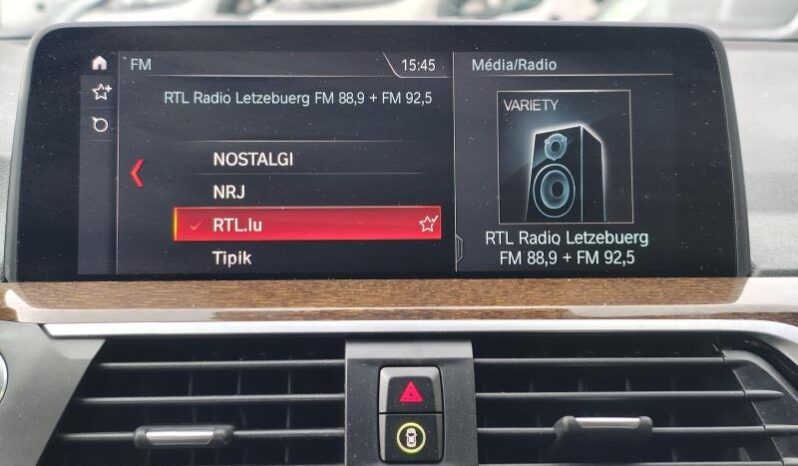 FM
15:45
RTL Radio Letzebuerg FM 88,9 + FM 92,5
NOSTALGI
NRJ
RTL.lu
Tipik
Média/Radio
VARIETY
RTL Radio Letzebuerg
FM 88,9 + FM 92,5